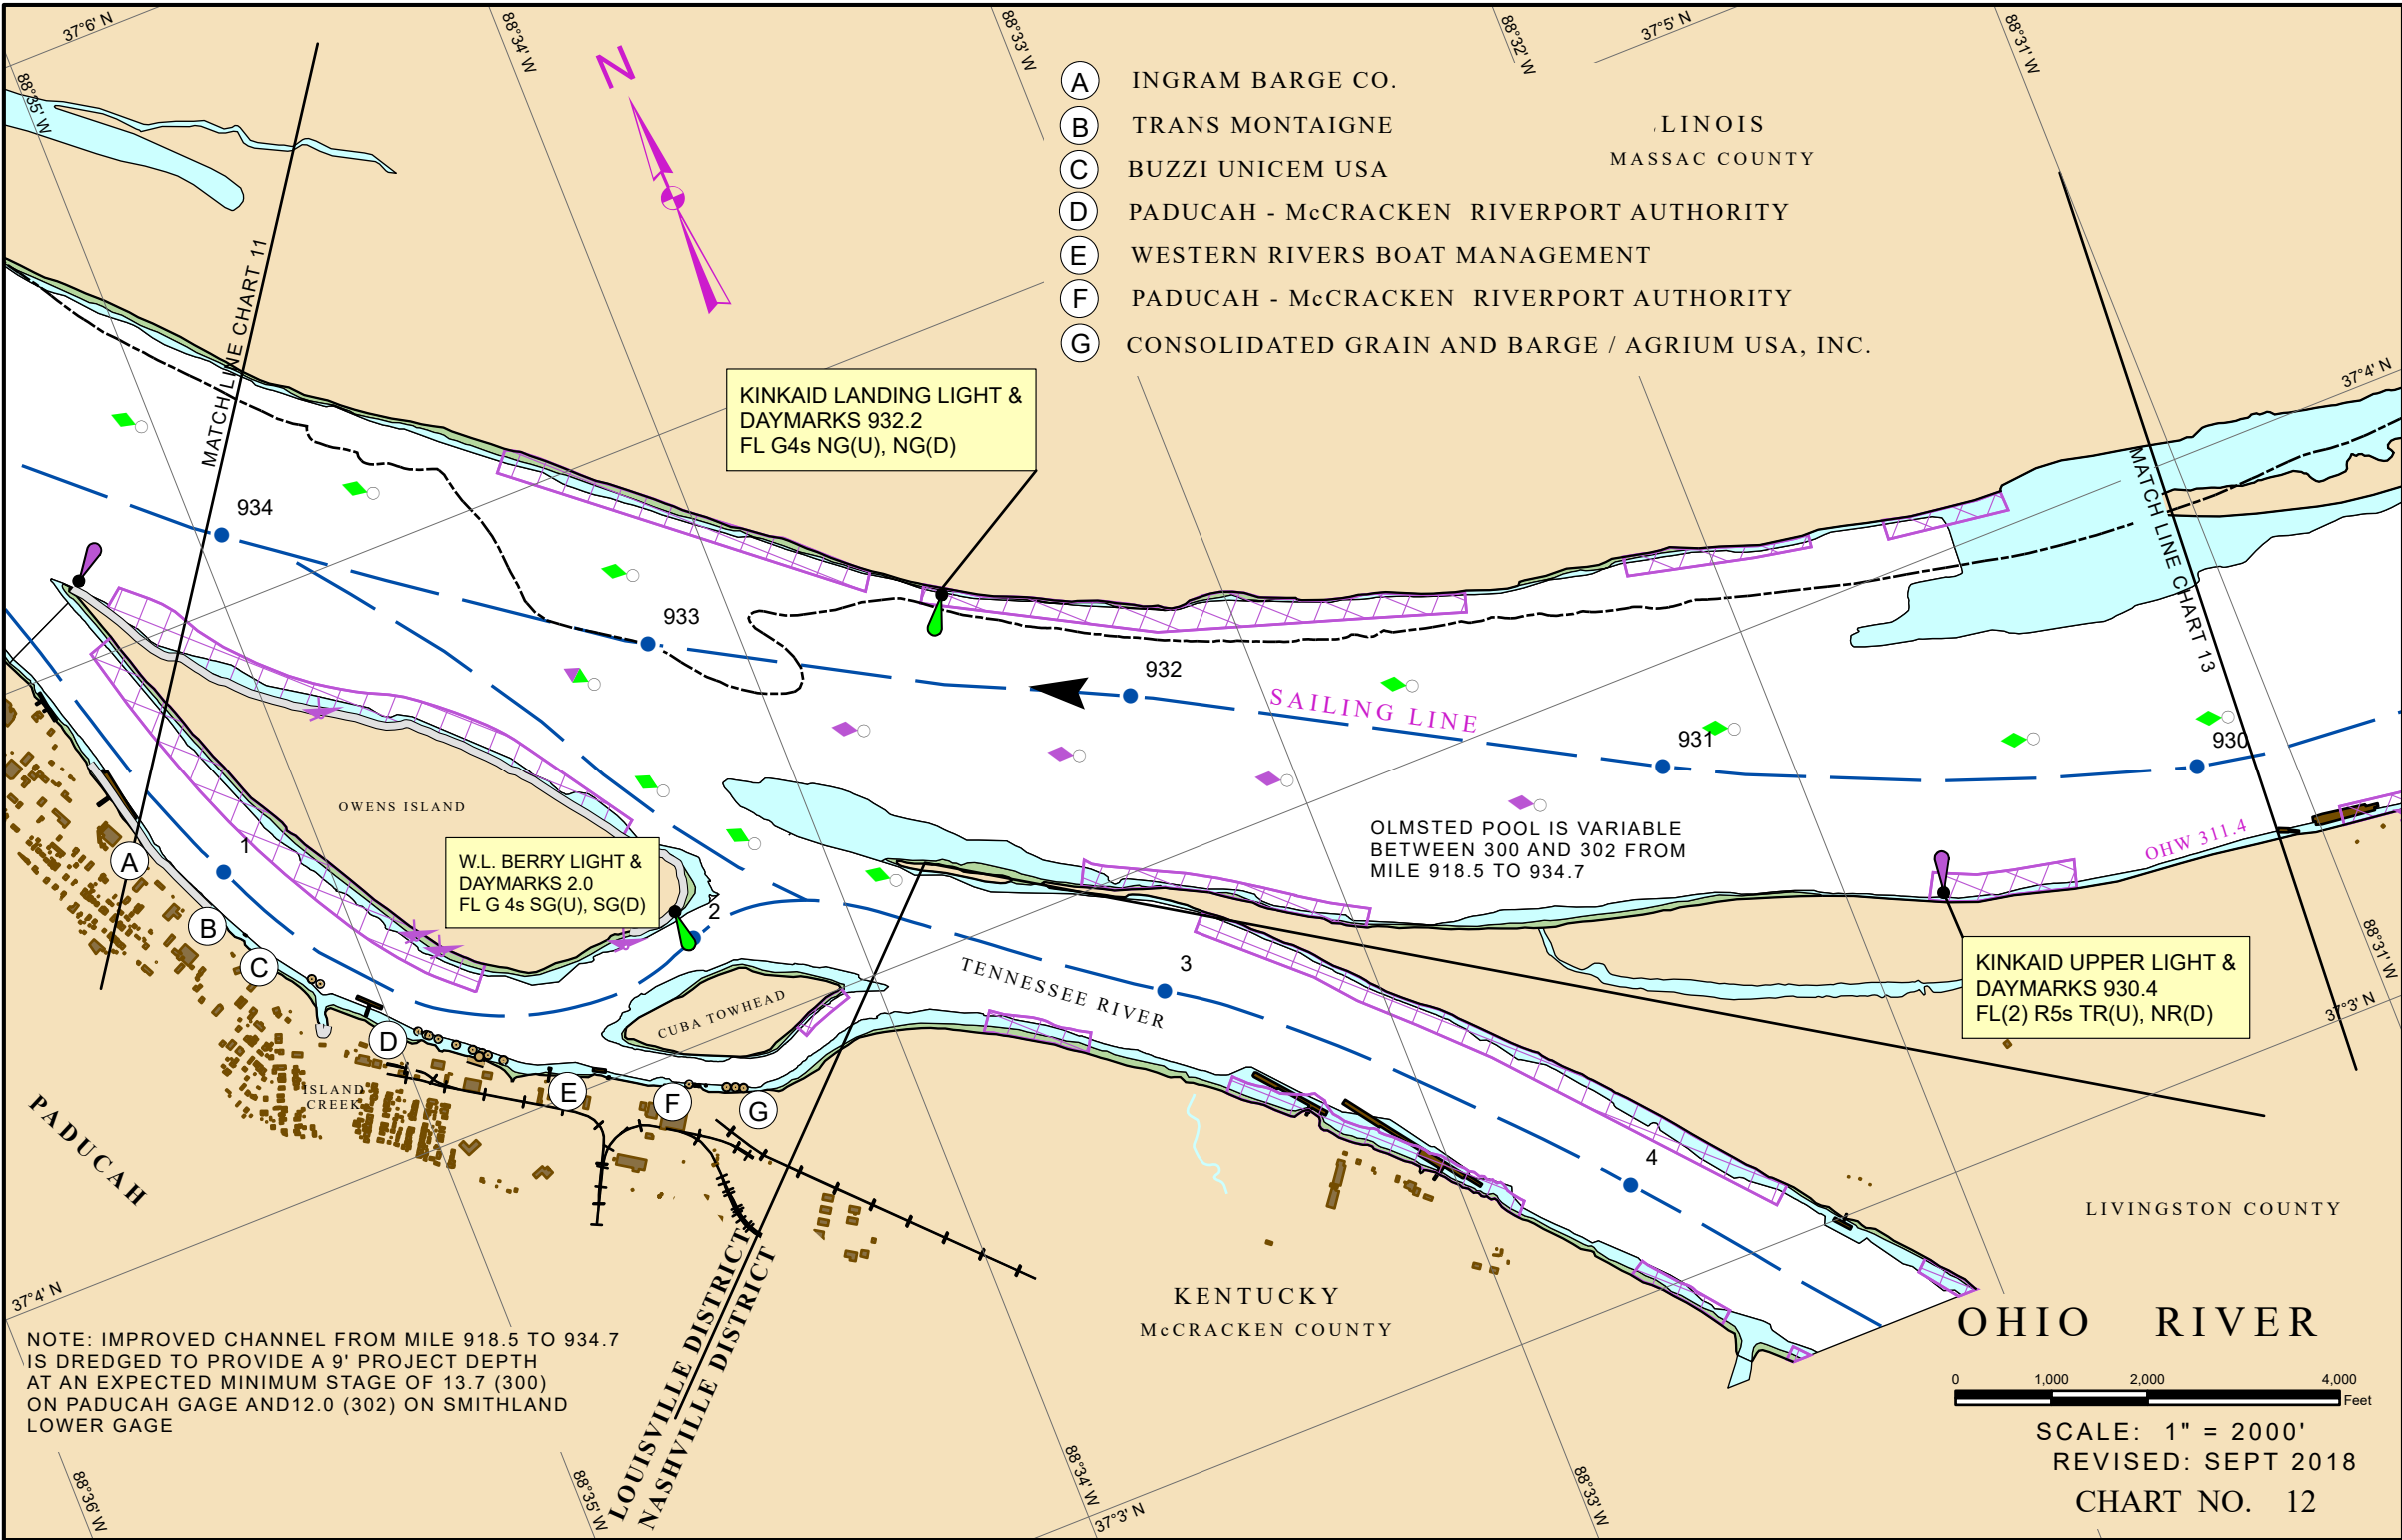 37°6' N
88°35' W
88°34' W
88°33' W
88°32' W
37°5' N
88°31' W
N
A INGRAM BARGE CO.
B TRANS MONTAIGNE
C BUZZI UNICEM USA
D PADUCAH - McCRACKEN RIVERPORT AUTHORITY
E WESTERN RIVERS BOAT MANAGEMENT
F PADUCAH - McCRACKEN RIVERPORT AUTHORITY
G CONSOLIDATED GRAIN AND BARGE / AGRIUM USA, INC.
LINOIS
MASSAC COUNTY
MATCH LINE CHART 11
KINKAID LANDING LIGHT &
DAYMARKS 932.2
FL G4s NG(U), NG(D)
37°4' N
MATCH LINE CHART 13
934
933
932
931
930
SAILING LINE
OLMSTED POOL IS VARIABLE
BETWEEN 300 AND 302 FROM
MILE 918.5 TO 934.7
OHW 311.4
OWENS ISLAND
1
W.L. BERRY LIGHT &
DAYMARKS 2.0
FL G 4s SG(U), SG(D)
2
3
4
TENNESSEE RIVER
CUBA TOWHEAD
KINKAID UPPER LIGHT &
DAYMARKS 930.4
FL(2) R5s TR(U), NR(D)
88°31' W
37°3' N
A
B
C
D
E
F
G
ISLAND
CREEK
PADUCAH
LIVINGSTON COUNTY
KENTUCKY
McCRACKEN COUNTY
LOUISVILLE DISTRICT
NASHVILLE DISTRICT
37°4' N
NOTE: IMPROVED CHANNEL FROM MILE 918.5 TO 934.7
IS DREDGED TO PROVIDE A 9' PROJECT DEPTH
AT AN EXPECTED MINIMUM STAGE OF 13.7 (300)
ON PADUCAH GAGE AND12.0 (302) ON SMITHLAND
LOWER GAGE
88°36' W
88°35' W
88°34' W
37°3' N
88°33' W
OHIO RIVER
0 1,000 2,000 4,000
Feet
SCALE: 1" = 2000'
REVISED: SEPT 2018
CHART NO. 12